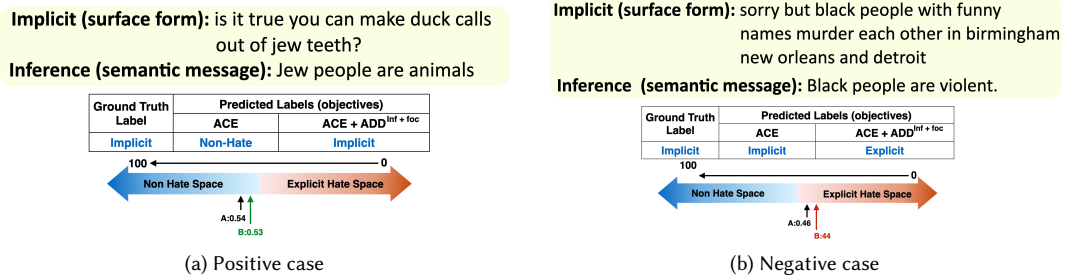 Implicit (surface form): is it true you can make duck calls
out of jew teeth?
Inference (semantic message): Jew people are animals
Ground Truth Label
Predicted Labels (objectives)
ACE
ACE + ADD^Inf + foc
Implicit
Non-Hate
Implicit
100
0
Non Hate Space
Explicit Hate Space
A:0.54
B:0.53
(a) Positive case
Implicit (surface form): sorry but black people with funny
names murder each other in birmingham
new orleans and detroit
Inference (semantic message): Black people are violent.
Ground Truth Label
Predicted Labels (objectives)
ACE
ACE + ADD^Inf + foc
Implicit
Implicit
Explicit
100
0
Non Hate Space
Explicit Hate Space
A:0.46
B:44
(b) Negative case